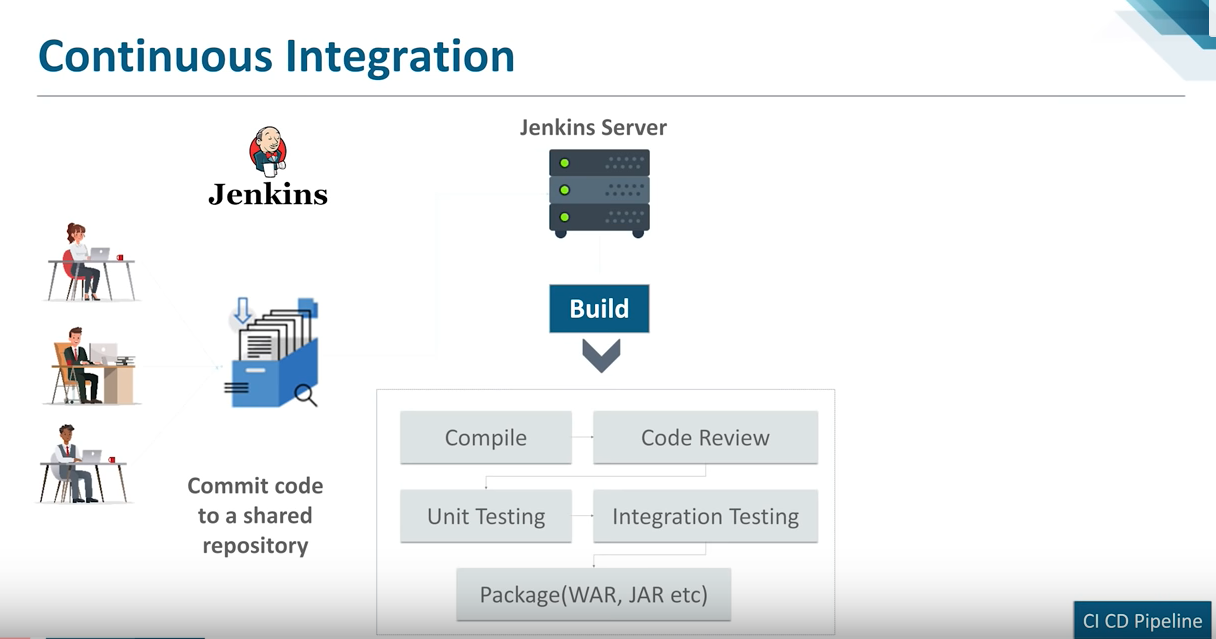 Continuous Integration
Jenkins Server
Jenkins
Build
Compile
Code Review
Unit Testing
Integration Testing
Package(WAR, JAR etc)
Commit code
to a shared
repository
CI CD Pipeline